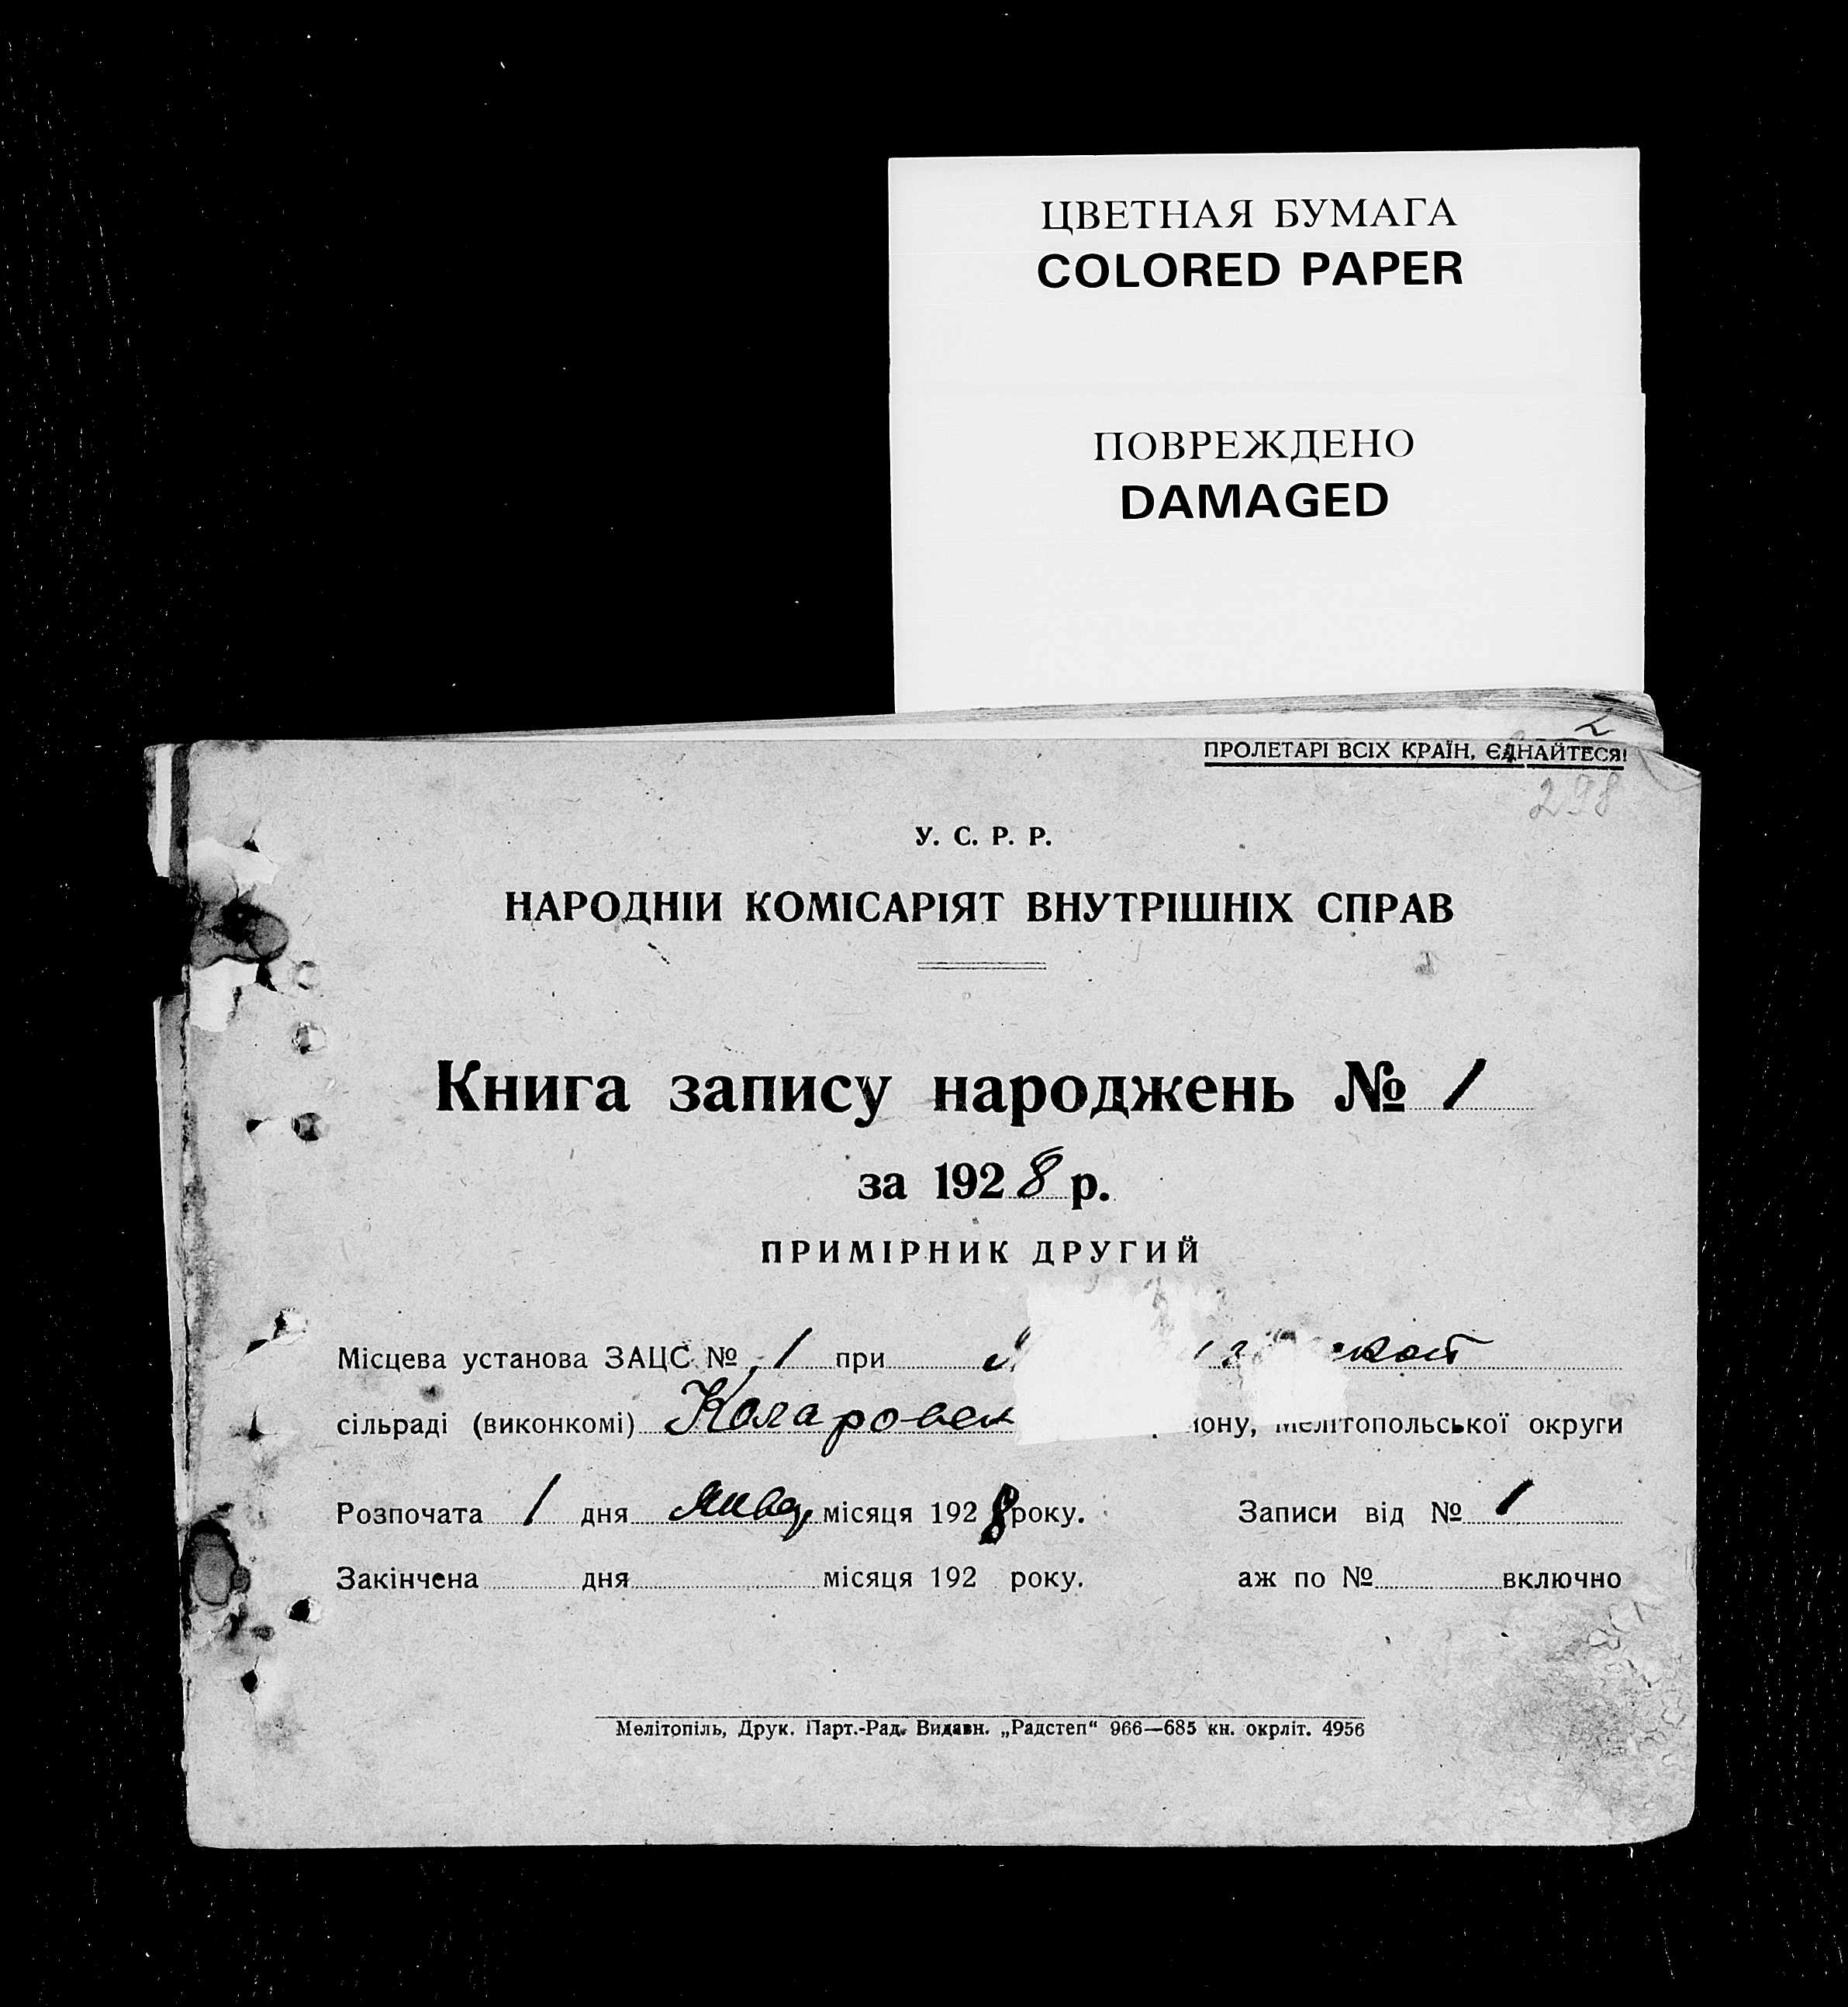 ЦВЕТНАЯ БУМАГА
COLORED PAPER
ПОВРЕЖДЕНО
DAMAGED
2
ПРОЛЕТАРІ ВСІХ КРАЇН, ЄДНАЙТЕСЯ!
298
У. С. Р. Р.
НАРОДНІЙ КОМІСАРІЯТ ВНУТРІШНІХ СПРАВ
Книга запису народжень № 1
за 1928 р.
ПРИМІРНИК ДРУГИЙ
Місцева установа ЗАЦС № 1 при
сільраді (виконкомі) Коларовск Мелітопольської округи
Розпочата 1 дня Янва, місяця 1928 року. Записи від № 1
Закінчена дня місяця 192 року. аж по № включно
Мелітопіль, Друк. Парт.-Рад. Видавн. „Радстеп“ 966—685 кн. окрліт. 4956